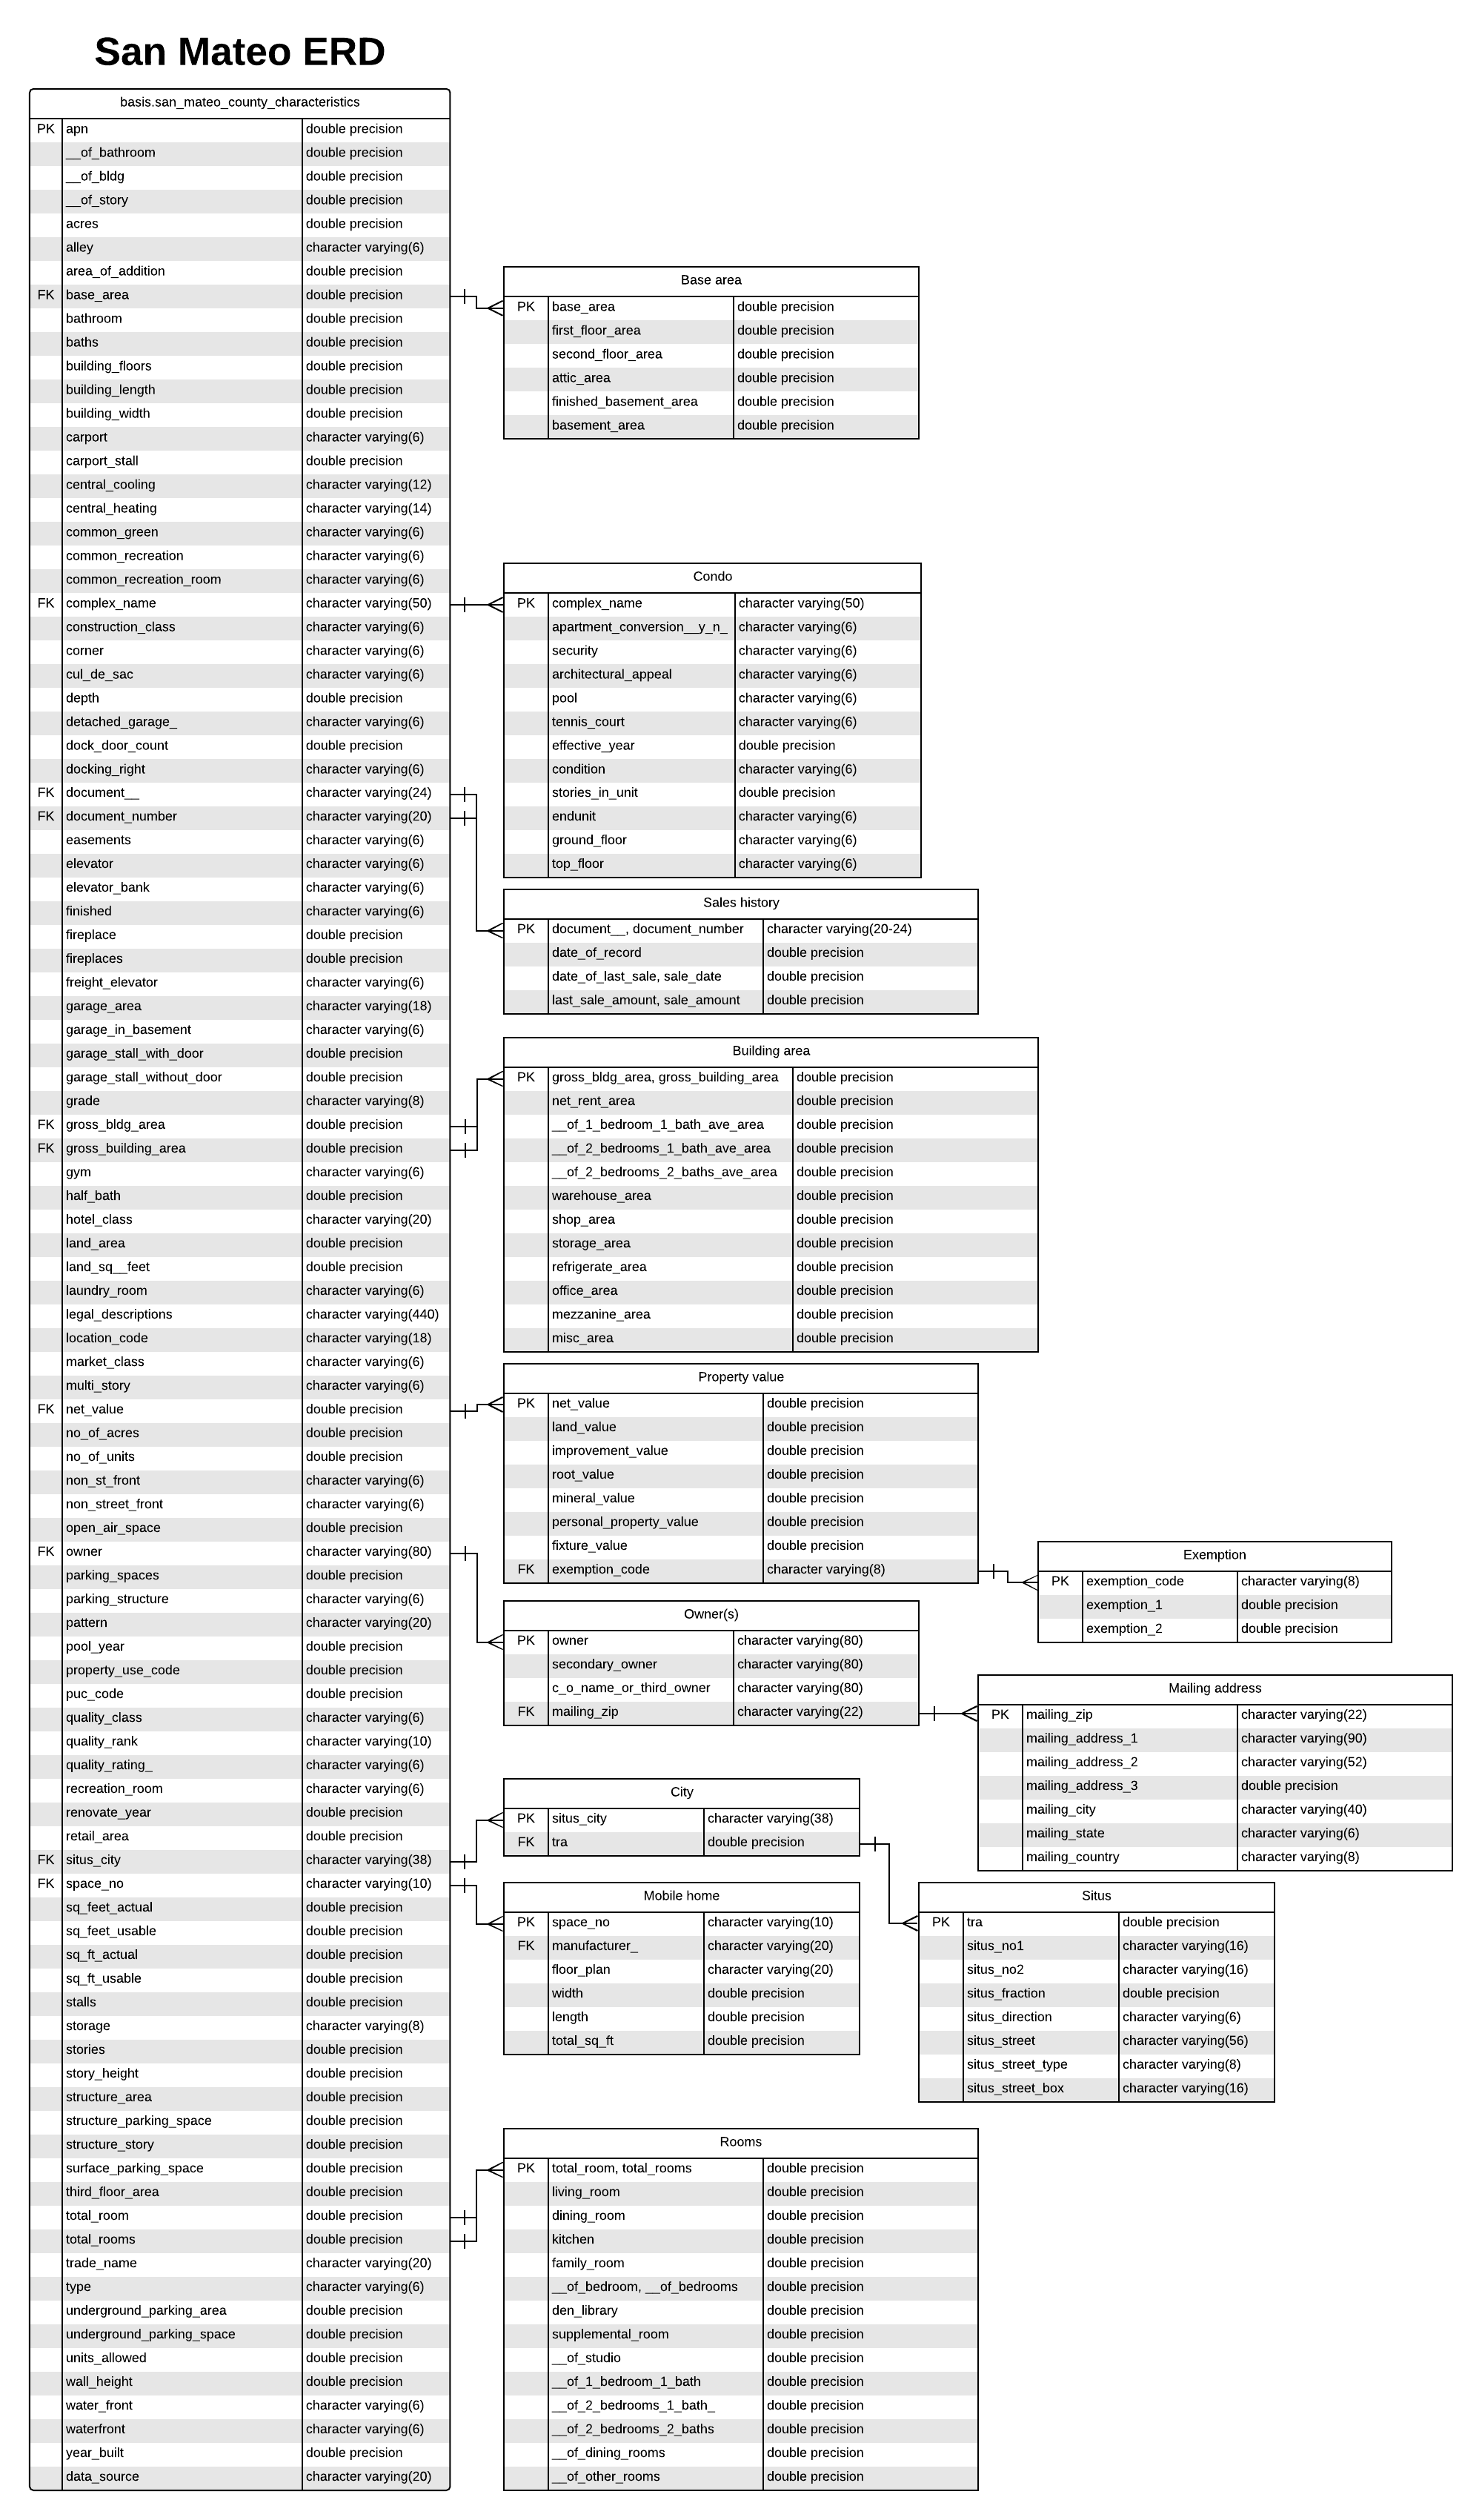 San Mateo ERD
basis.san_mateo_county_characteristics
PK apn double precision
__of_bathroom double precision
__of_bldg double precision
__of_story double precision
acres double precision
alley character varying(6)
area_of_addition double precision
FK base_area double precision
bathroom double precision
baths double precision
building_floors double precision
building_length double precision
building_width double precision
carport character varying(6)
carport_stall double precision
central_cooling character varying(12)
central_heating character varying(14)
common_green character varying(6)
common_recreation character varying(6)
common_recreation_room character varying(6)
FK complex_name character varying(50)
construction_class character varying(6)
corner character varying(6)
cul_de_sac character varying(6)
depth double precision
detached_garage_ character varying(6)
dock_door_count double precision
docking_right character varying(6)
FK document__ character varying(24)
FK document_number character varying(20)
easements character varying(6)
elevator character varying(6)
elevator_bank character varying(6)
finished character varying(6)
fireplace double precision
fireplaces double precision
freight_elevator character varying(6)
garage_area character varying(18)
garage_in_basement character varying(6)
garage_stall_with_door double precision
garage_stall_without_door double precision
grade character varying(8)
FK gross_bldg_area double precision
FK gross_building_area double precision
gym character varying(6)
half_bath double precision
hotel_class character varying(20)
land_area double precision
land_sq__feet double precision
laundry_room character varying(6)
legal_descriptions character varying(440)
location_code character varying(18)
market_class character varying(6)
multi_story character varying(6)
FK net_value double precision
no_of_acres double precision
no_of_units double precision
non_st_front character varying(6)
non_street_front character varying(6)
open_air_space double precision
FK owner character varying(80)
parking_spaces double precision
parking_structure character varying(6)
pattern character varying(20)
pool_year double precision
property_use_code double precision
puc_code double precision
quality_class character varying(6)
quality_rank character varying(10)
quality_rating_ character varying(6)
recreation_room character varying(6)
renovate_year double precision
retail_area double precision
FK situs_city character varying(38)
FK space_no character varying(10)
sq_feet_actual double precision
sq_feet_usable double precision
sq_ft_actual double precision
sq_ft_usable double precision
stalls double precision
storage character varying(8)
stories double precision
story_height double precision
structure_area double precision
structure_parking_space double precision
structure_story double precision
surface_parking_space double precision
third_floor_area double precision
total_room double precision
total_rooms double precision
trade_name character varying(20)
type character varying(6)
underground_parking_area double precision
underground_parking_space double precision
units_allowed double precision
wall_height double precision
water_front character varying(6)
waterfront character varying(6)
year_built double precision
data_source character varying(20)
Base area
PK base_area double precision
first_floor_area double precision
second_floor_area double precision
attic_area double precision
finished_basement_area double precision
basement_area double precision
Condo
PK complex_name character varying(50)
apartment_conversion__y_n_ character varying(6)
security character varying(6)
architectural_appeal character varying(6)
pool character varying(6)
tennis_court character varying(6)
effective_year double precision
condition character varying(6)
stories_in_unit double precision
endunit character varying(6)
ground_floor character varying(6)
top_floor character varying(6)
Sales history
PK document__, document_number character varying(20-24)
date_of_record double precision
date_of_last_sale, sale_date double precision
last_sale_amount, sale_amount double precision
Building area
PK gross_bldg_area, gross_building_area double precision
net_rent_area double precision
__of_1_bedroom_1_bath_ave_area double precision
__of_2_bedrooms_1_bath_ave_area double precision
__of_2_bedrooms_2_baths_ave_area double precision
warehouse_area double precision
shop_area double precision
storage_area double precision
refrigerate_area double precision
office_area double precision
mezzanine_area double precision
misc_area double precision
Property value
PK net_value double precision
land_value double precision
improvement_value double precision
root_value double precision
mineral_value double precision
personal_property_value double precision
fixture_value double precision
FK exemption_code character varying(8)
Exemption
PK exemption_code character varying(8)
exemption_1 double precision
exemption_2 double precision
Owner(s)
PK owner character varying(80)
secondary_owner character varying(80)
c_o_name_or_third_owner character varying(80)
FK mailing_zip character varying(22)
Mailing address
PK mailing_zip character varying(22)
mailing_address_1 character varying(90)
mailing_address_2 character varying(52)
mailing_address_3 double precision
mailing_city character varying(40)
mailing_state character varying(6)
mailing_country character varying(8)
City
PK situs_city character varying(38)
FK tra double precision
Mobile home
PK space_no character varying(10)
FK manufacturer_ character varying(20)
floor_plan character varying(20)
width double precision
length double precision
total_sq_ft double precision
Situs
PK tra double precision
situs_no1 character varying(16)
situs_no2 character varying(16)
situs_fraction double precision
situs_direction character varying(6)
situs_street character varying(56)
situs_street_type character varying(8)
situs_street_box character varying(16)
Rooms
PK total_room, total_rooms double precision
living_room double precision
dining_room double precision
kitchen double precision
family_room double precision
__of_bedroom, __of_bedrooms double precision
den_library double precision
supplemental_room double precision
__of_studio double precision
__of_1_bedroom_1_bath double precision
__of_2_bedrooms_1_bath_ double precision
__of_2_bedrooms_2_baths double precision
__of_dining_rooms double precision
__of_other_rooms double precision